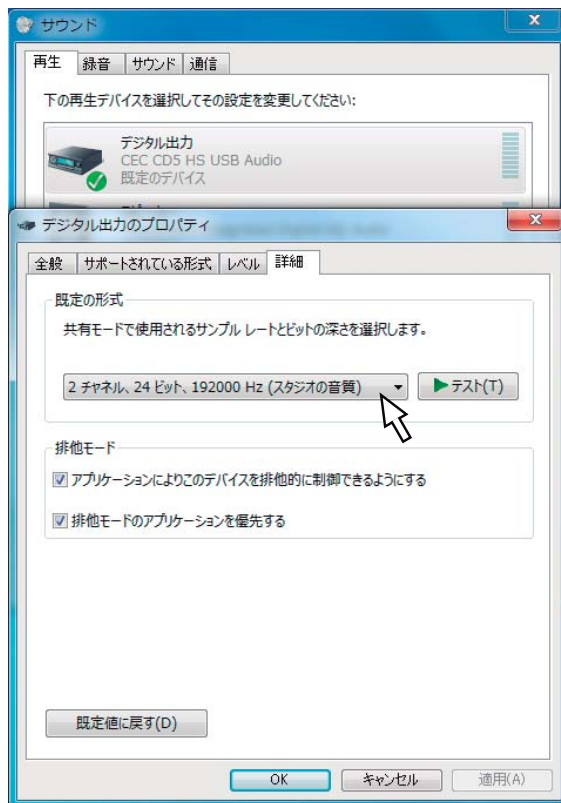 サウンド
再生 録音 サウンド 通信
下の再生デバイスを選択してその設定を変更してください:
デジタル出力
CEC CD5 HS USB Audio
既定のデバイス
デジタル出力のプロパティ
全般 サポートされている形式 レベル 詳細
既定の形式
共有モードで使用されるサンプル レートとビットの深さを選択します。
2 チャネル、24 ビット、192000 Hz (スタジオの音質) テスト(T)
排他モード
アプリケーションによりこのデバイスを排他的に制御できるようにする
排他モードのアプリケーションを優先する
既定値に戻す(D)
OK キャンセル 適用(A)